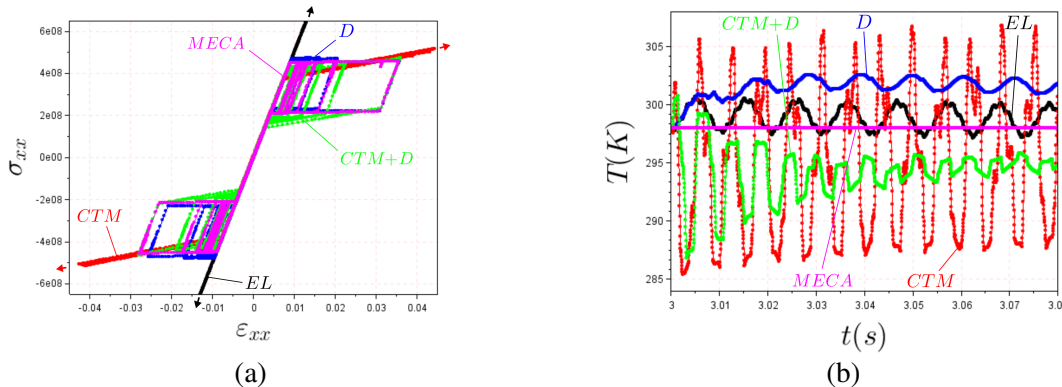 6e08
4e08
2e08
0e00
-2e08
-4e08
-6e08
σxx
-0.04
-0.03
-0.02
-0.01
0
0.01
0.02
0.03
0.04
εxx
MECA
D
CTM+D
CTM
EL
(a)
305
300
295
290
285
T(K)
3
3.01
3.02
3.03
3.04
3.05
3.06
3.07
3.0
t(s)
CTM+D
D
EL
MECA
CTM
(b)